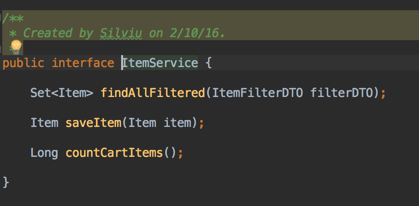 /**
* Created by Silviu on 2/10/16.
public interface ItemService {
Set<Item> findAllFiltered(ItemFilterDTO filterDTO);
Item saveItem(Item item);
Long countCartItems();
}